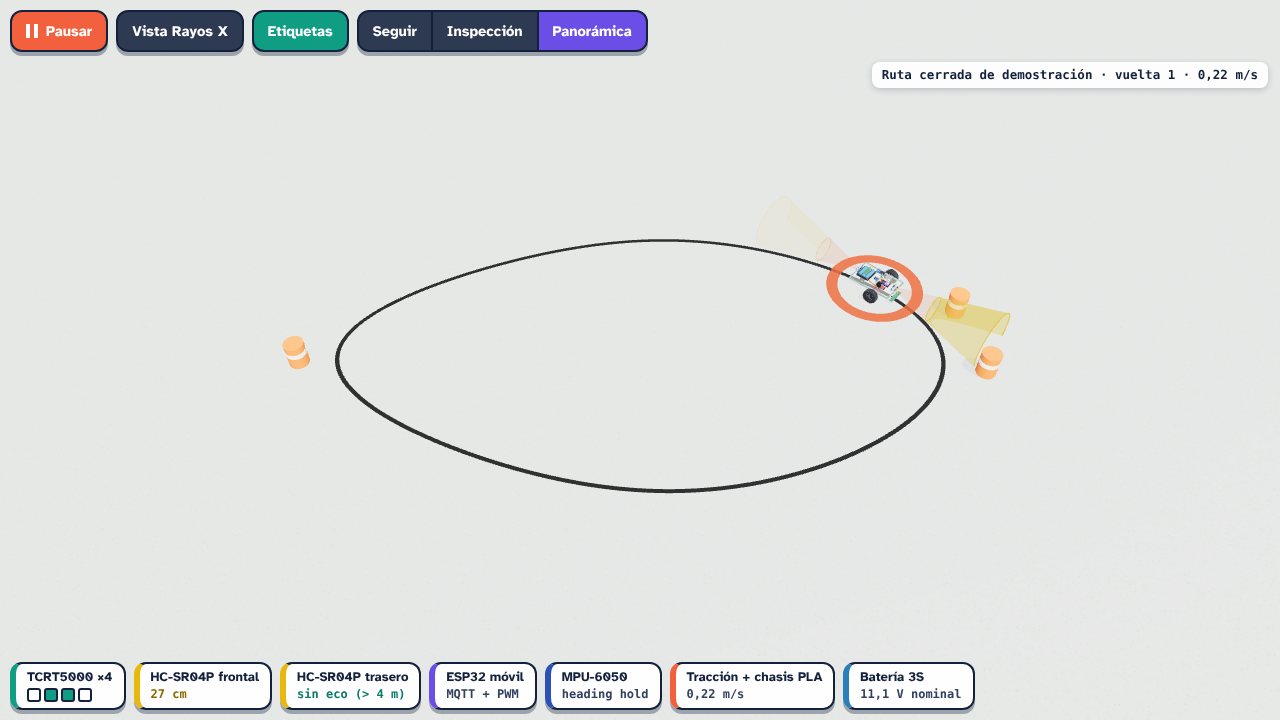 Pausar
Vista Rayos X
Etiquetas
Seguir
Inspección
Panorámica
Ruta cerrada de demostración · vuelta 1 · 0,22 m/s
TCRT5000 ×4
HC-SR04P frontal
27 cm
HC-SR04P trasero
sin eco (> 4 m)
ESP32 móvil
MQTT + PWM
MPU-6050
heading hold
Tracción + chasis PLA
0,22 m/s
Batería 3S
11,1 V nominal